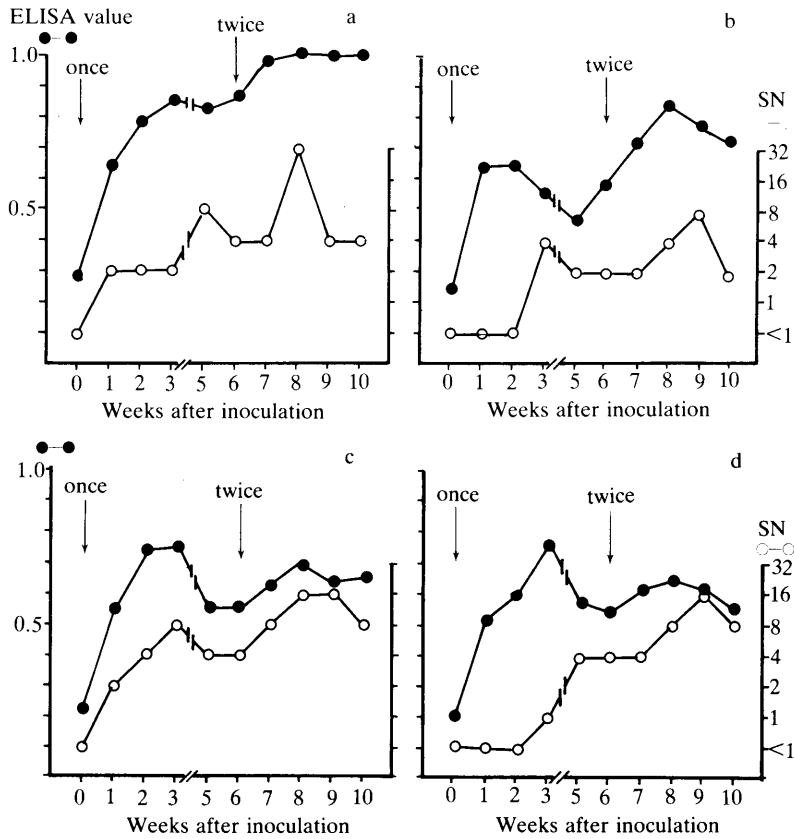 ELISA value
a
once
twice
1.0
0.5
0 1 2 3 5 6 7 8 9 10
Weeks after inoculation
b
once
twice
SN
32
16
8
4
2
1
<1
0 1 2 3 5 6 7 8 9 10
Weeks after inoculation
c
once
twice
1.0
0.5
0 1 2 3 5 6 7 8 9 10
Weeks after inoculation
d
once
twice
SN
32
16
8
4
2
1
<1
0 1 2 3 5 6 7 8 9 10
Weeks after inoculation